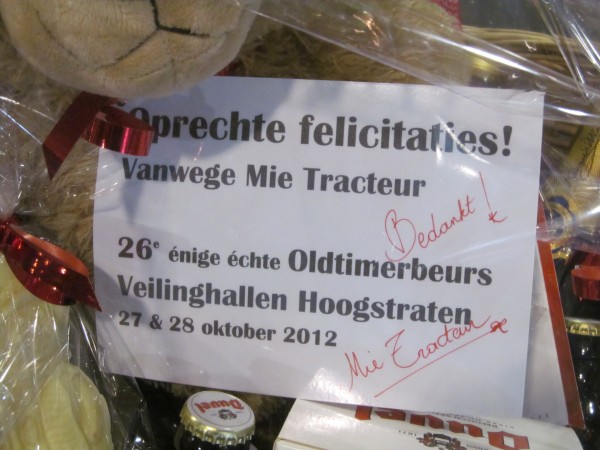 Oprechte felicitaties!
Vanwege Mie Tracteur
Bedankt!
26e énige échte Oldtimerbeurs
Veilinghallen Hoogstraten
27 & 28 oktober 2012
Mie Tracteur
Duvel
Duvel